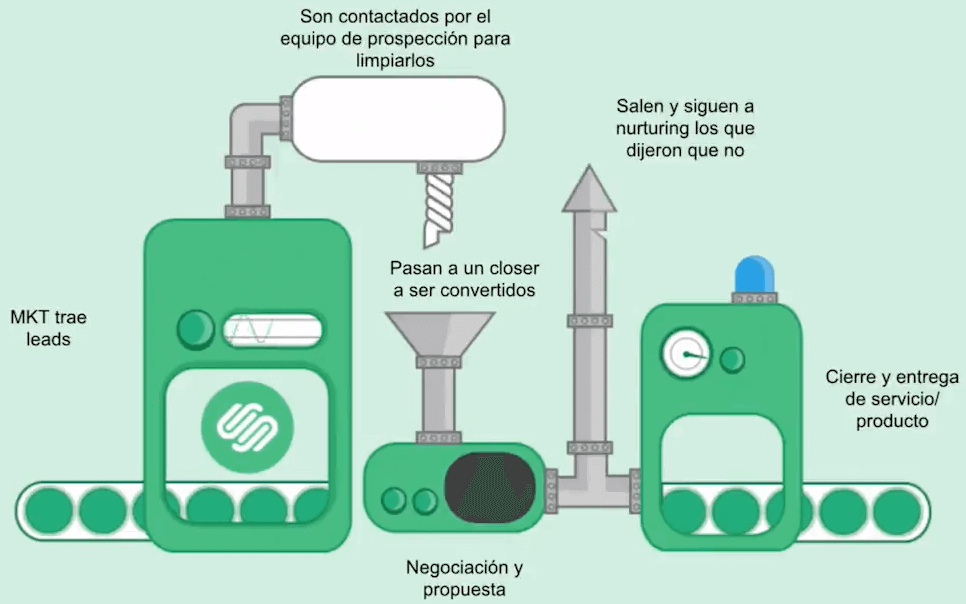 Son contactados por el
equipo de prospección para
limpiarlos
Salen y siguen a
nurturing los que
dijeron que no
Pasan a un closer
a ser convertidos
MKT trae
leads
Cierre y entrega
de servicio/
producto
Negociación y
propuesta